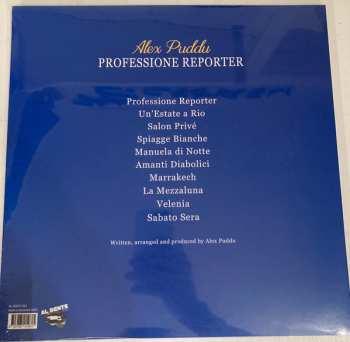 Alex Puddu
PROFESSIONE REPORTER
Professione Reporter
Un'Estate a Rio
Salon Privé
Spiagge Bianche
Manuela di Notte
Amanti Diabolici
Marrakech
La Mezzaluna
Velenia
Sabato Sera
Written, arranged and produced by Alex Puddu
AL DENTE